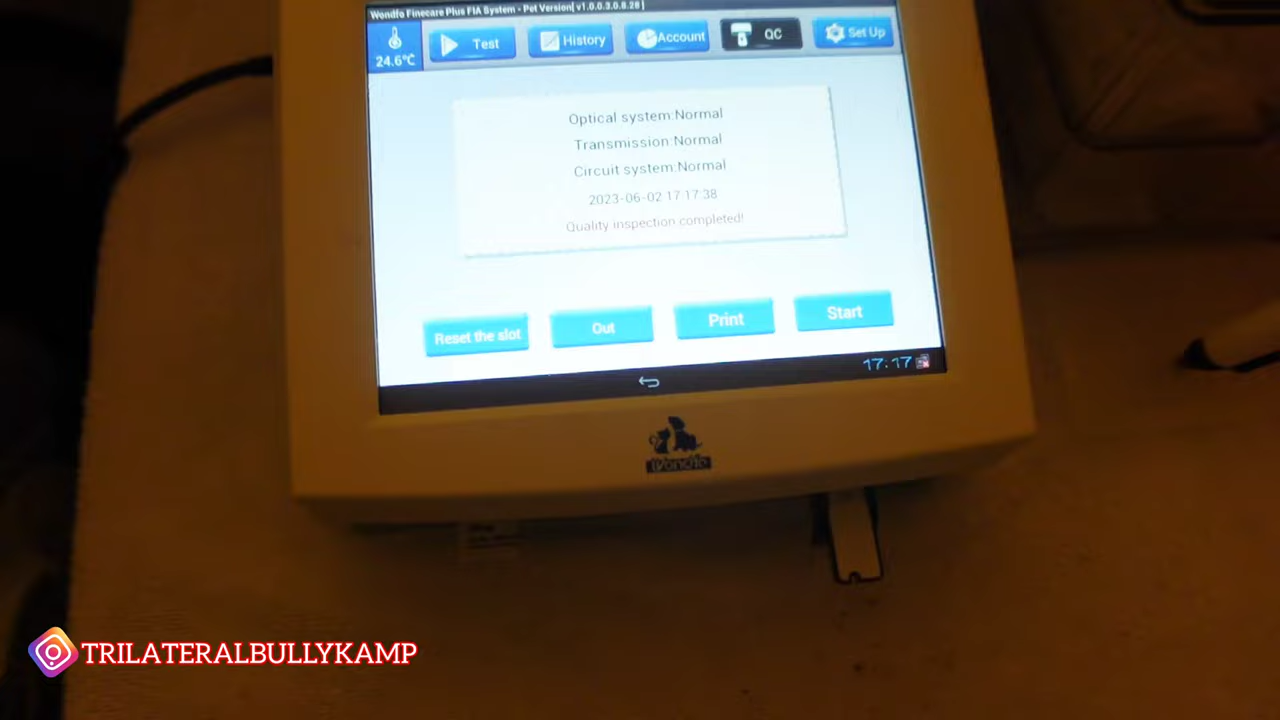 Wondfo Finecare Plus FIA System - Pet Version[ v1.0.0.3.0.8.28 ]
24.6°C
Test
History
Account
QC
Set Up
Optical system:Normal
Transmission:Normal
Circuit system:Normal
2023-06-02 17:17:38
Quality inspection completed!
Reset the slot
Out
Print
Start
17:17
Wondfo
TRILATERALBULLYKAMP